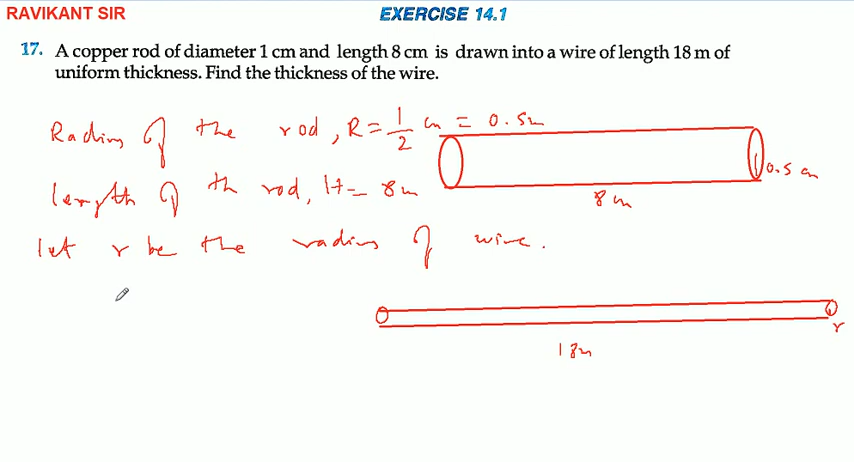 RAVIKANT SIR
EXERCISE 14.1
17. A copper rod of diameter 1 cm and length 8 cm is drawn into a wire of length 18 m of
uniform thickness. Find the thickness of the wire.
Radius of the rod, R = 1/2 cm = 0.5cm
0.5 cm
length of th rod, H = 8cm
8 cm
let r be the radius of wire.
r
18m